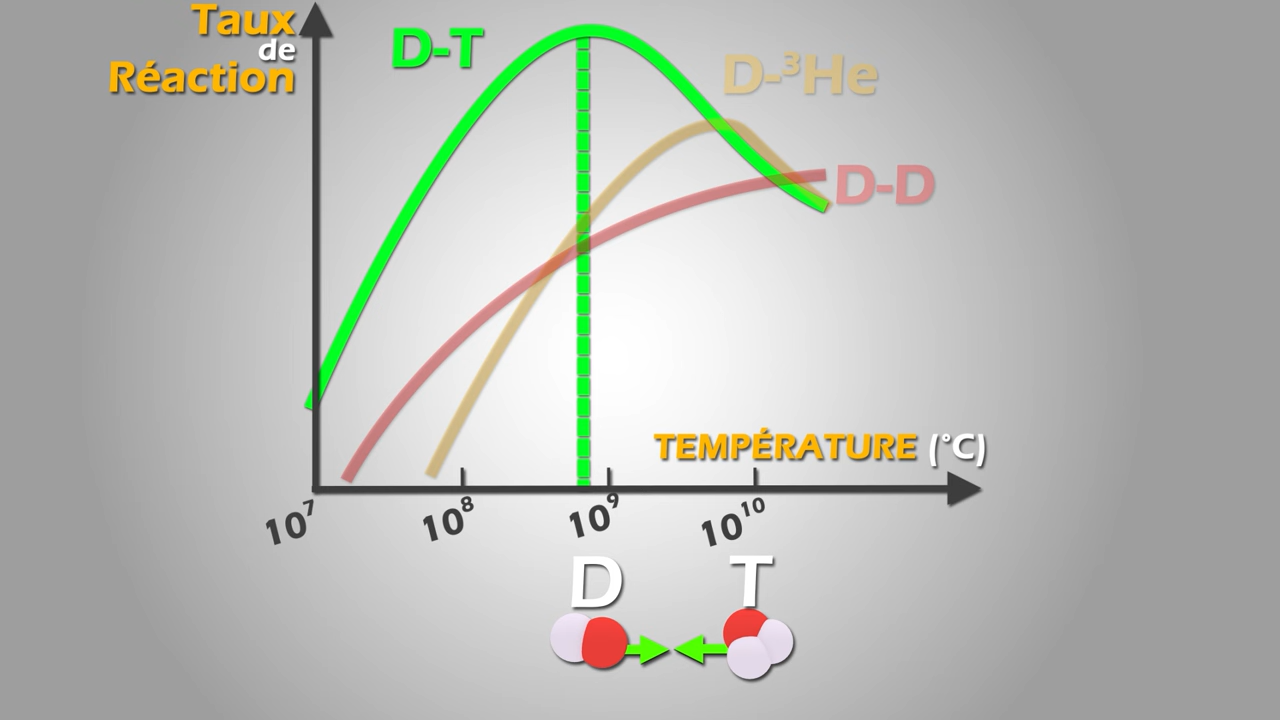 Taux
de
Réaction
D-T
D-³He
D-D
TEMPÉRATURE (°C)
10⁷
10⁸
10⁹
10¹⁰
D
T